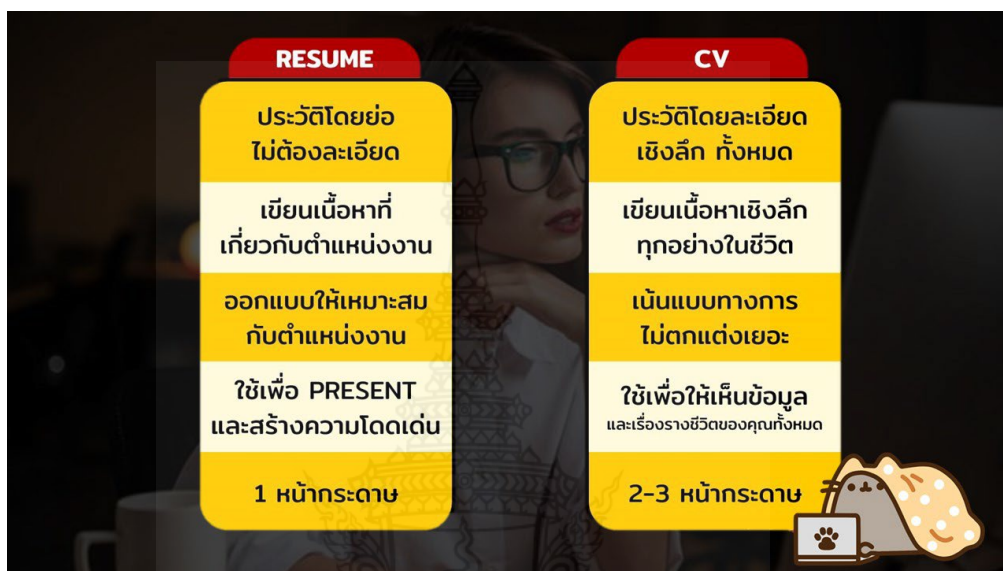 RESUME
ประวัติโดยย่อ
ไม่ต้องละเอียด
เขียนเนื้อหาที่
เกี่ยวกับตำแหน่งงาน
ออกแบบให้เหมาะสม
กับตำแหน่งงาน
ใช้เพื่อ PRESENT
และสร้างความโดดเด่น
1 หน้ากระดาษ
CV
ประวัติโดยละเอียด
เชิงลึก ทั้งหมด
เขียนเนื้อหาเชิงลึก
ทุกอย่างในชีวิต
เน้นแบบทางการ
ไม่ตกแต่งเยอะ
ใช้เพื่อให้เห็นข้อมูล
และเรื่องรางชีวิตของคุณทั้งหมด
2-3 หน้ากระดาษ